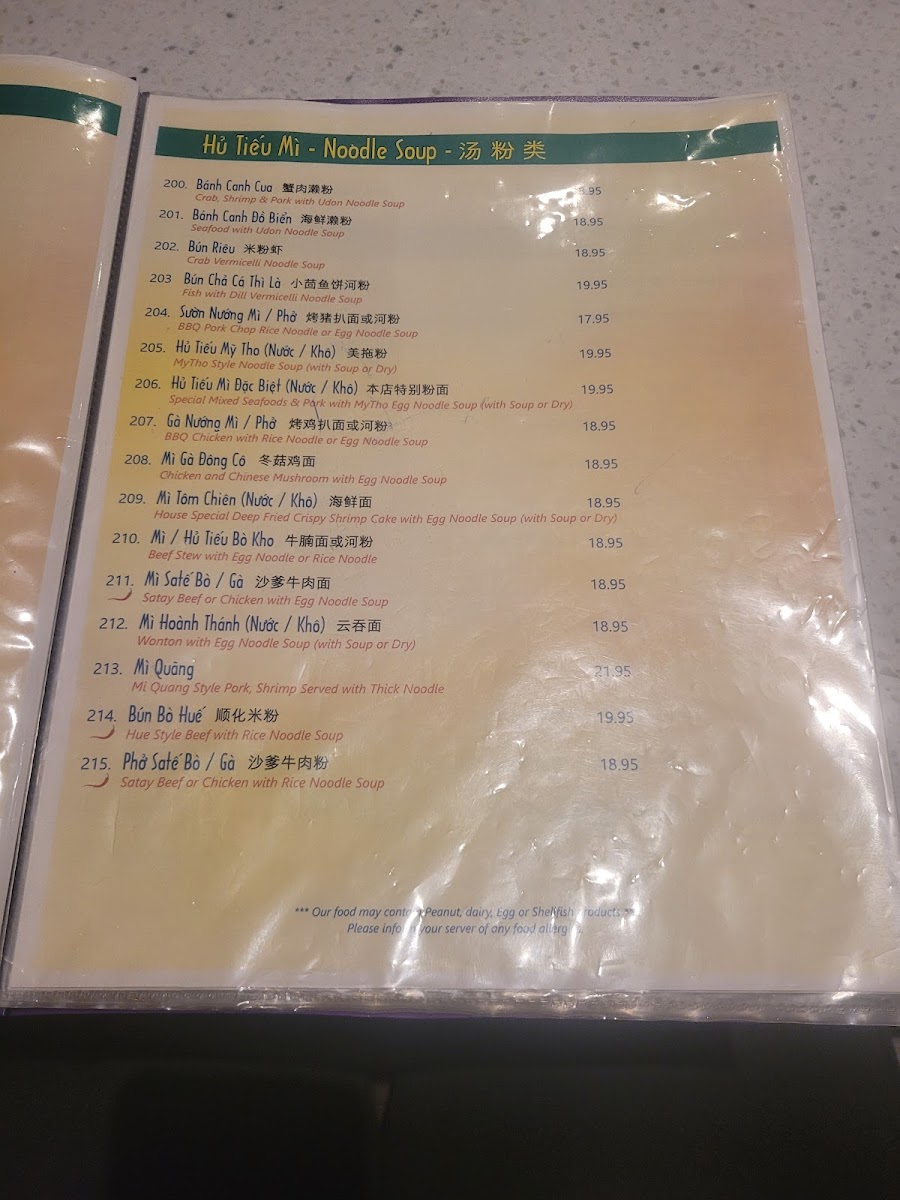 Hủ Tiếu Mì - Noodle Soup - 汤 粉 类
200. Bánh Canh Cua 蟹肉濑粉 8.95
Crab, Shrimp & Pork with Udon Noodle Soup
201. Bánh Canh Đồ Biển 海鲜濑粉 18.95
Seafood with Udon Noodle Soup
202. Bún Riêu 米粉虾 18.95
Crab Vermicelli Noodle Soup
203 Bún Chả Cá Thì Là 小茴鱼饼河粉 19.95
Fish with Dill Vermicelli Noodle Soup
204. Sườn Nướng Mì / Phở 烤猪扒面或河粉 17.95
BBQ Pork Chop Rice Noodle or Egg Noodle Soup
205. Hủ Tiếu Mỹ Tho (Nước / Khô) 美拖粉 19.95
MyTho Style Noodle Soup (with Soup or Dry)
206. Hủ Tiếu Mì Đặc Biệt (Nước / Khô) 本店特别粉面 19.95
Special Mixed Seafoods & Pork with MyTho Egg Noodle Soup (with Soup or Dry)
207. Gà Nướng Mì / Phở 烤鸡扒面或河粉 18.95
BBQ Chicken with Rice Noodle or Egg Noodle Soup
208. Mì Gà Đông Cô 冬菇鸡面 18.95
Chicken and Chinese Mushroom with Egg Noodle Soup
209. Mì Tôm Chiên (Nước / Khô) 海鲜面 18.95
House Special Deep Fried Crispy Shrimp Cake with Egg Noodle Soup (with Soup or Dry)
210. Mì / Hủ Tiếu Bò Kho 牛腩面或河粉 18.95
Beef Stew with Egg Noodle or Rice Noodle
211. Mì Satế Bò / Gà 沙爹牛肉面 18.95
Satay Beef or Chicken with Egg Noodle Soup
212. Mì Hoành Thánh (Nước / Khô) 云吞面 18.95
Wonton with Egg Noodle Soup (with Soup or Dry)
213. Mì Quãng 21.95
Mi Quang Style Pork, Shrimp Served with Thick Noodle
214. Bún Bò Huế 顺化米粉 19.95
Hue Style Beef with Rice Noodle Soup
215. Phở Satế Bò / Gà 沙爹牛肉粉 18.95
Satay Beef or Chicken with Rice Noodle Soup
*** Our food may Peanut, dairy, Egg or Shellfish
Please your server of any food